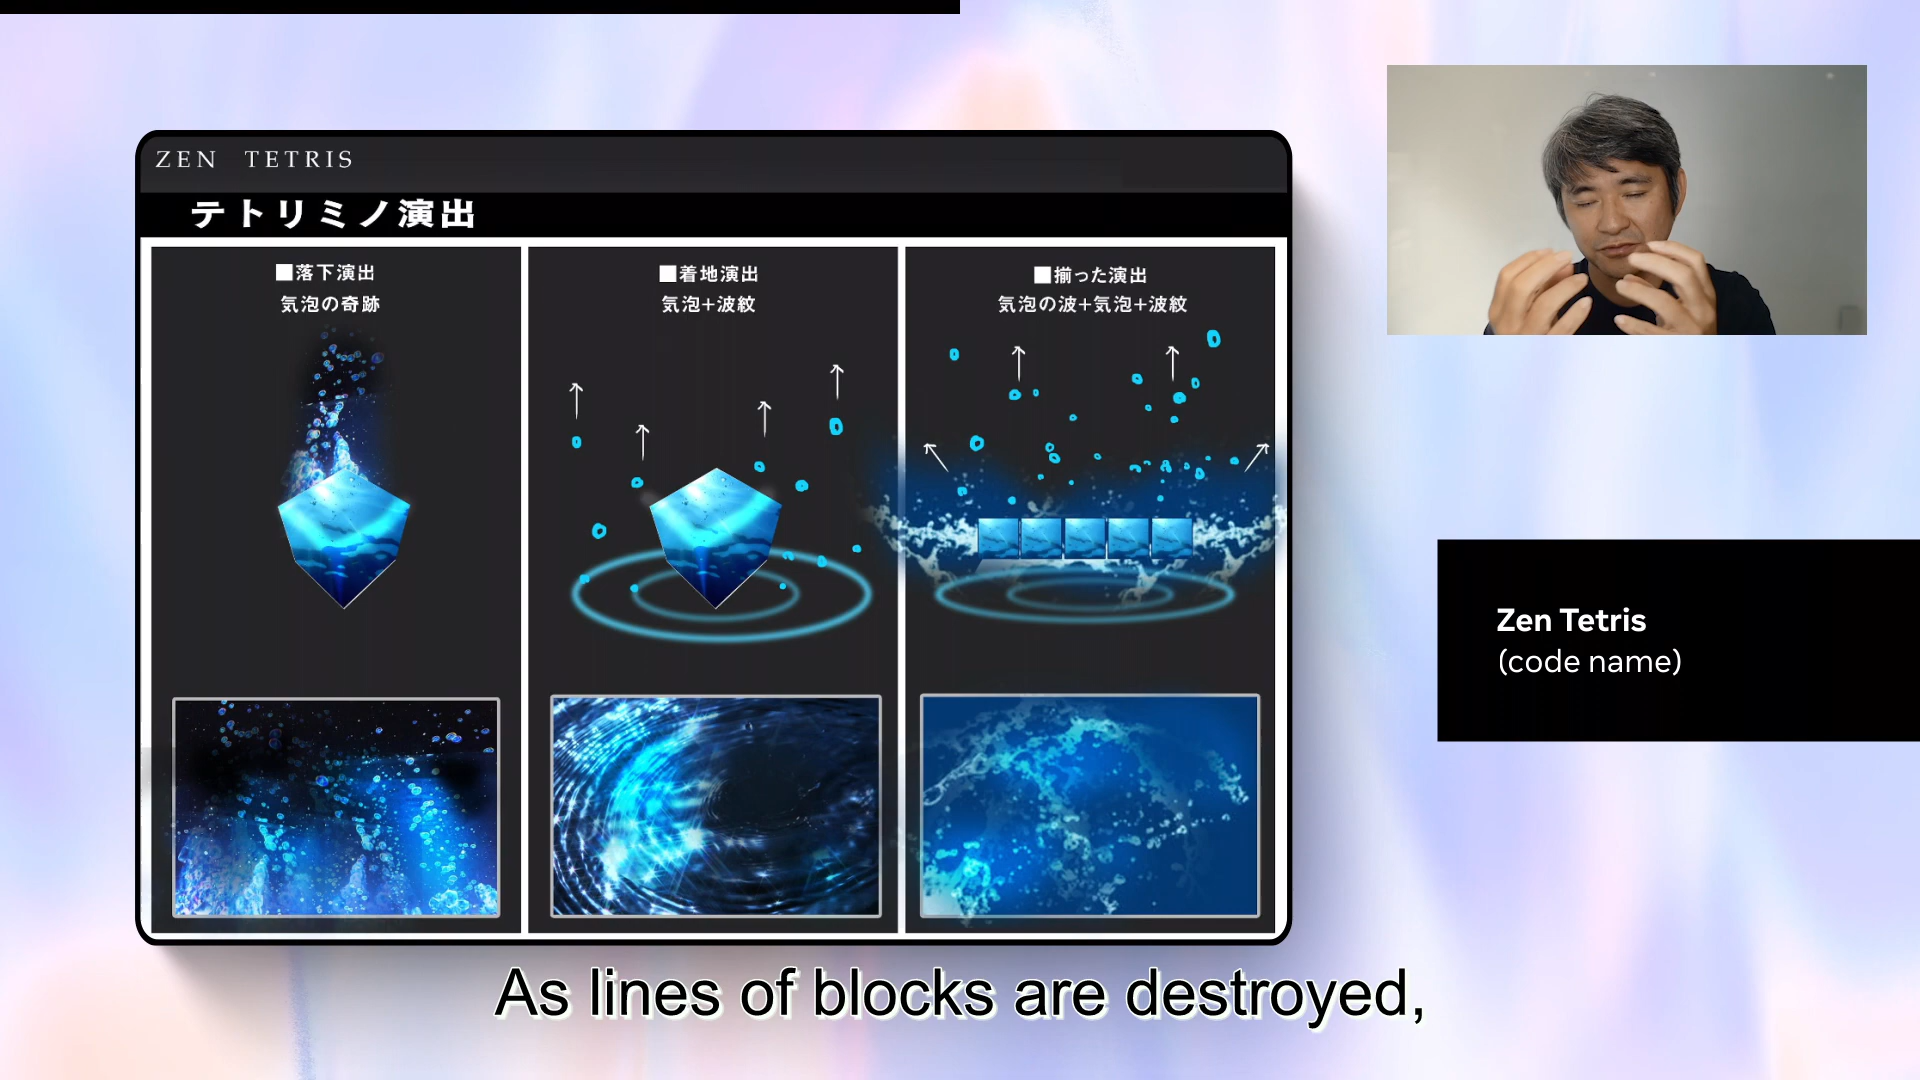 ZEN TETRIS
テトリミノ演出
■落下演出
気泡の奇跡
■着地演出
気泡+波紋
■揃った演出
気泡の波+気泡+波紋
Zen Tetris
(code name)
As lines of blocks are destroyed,